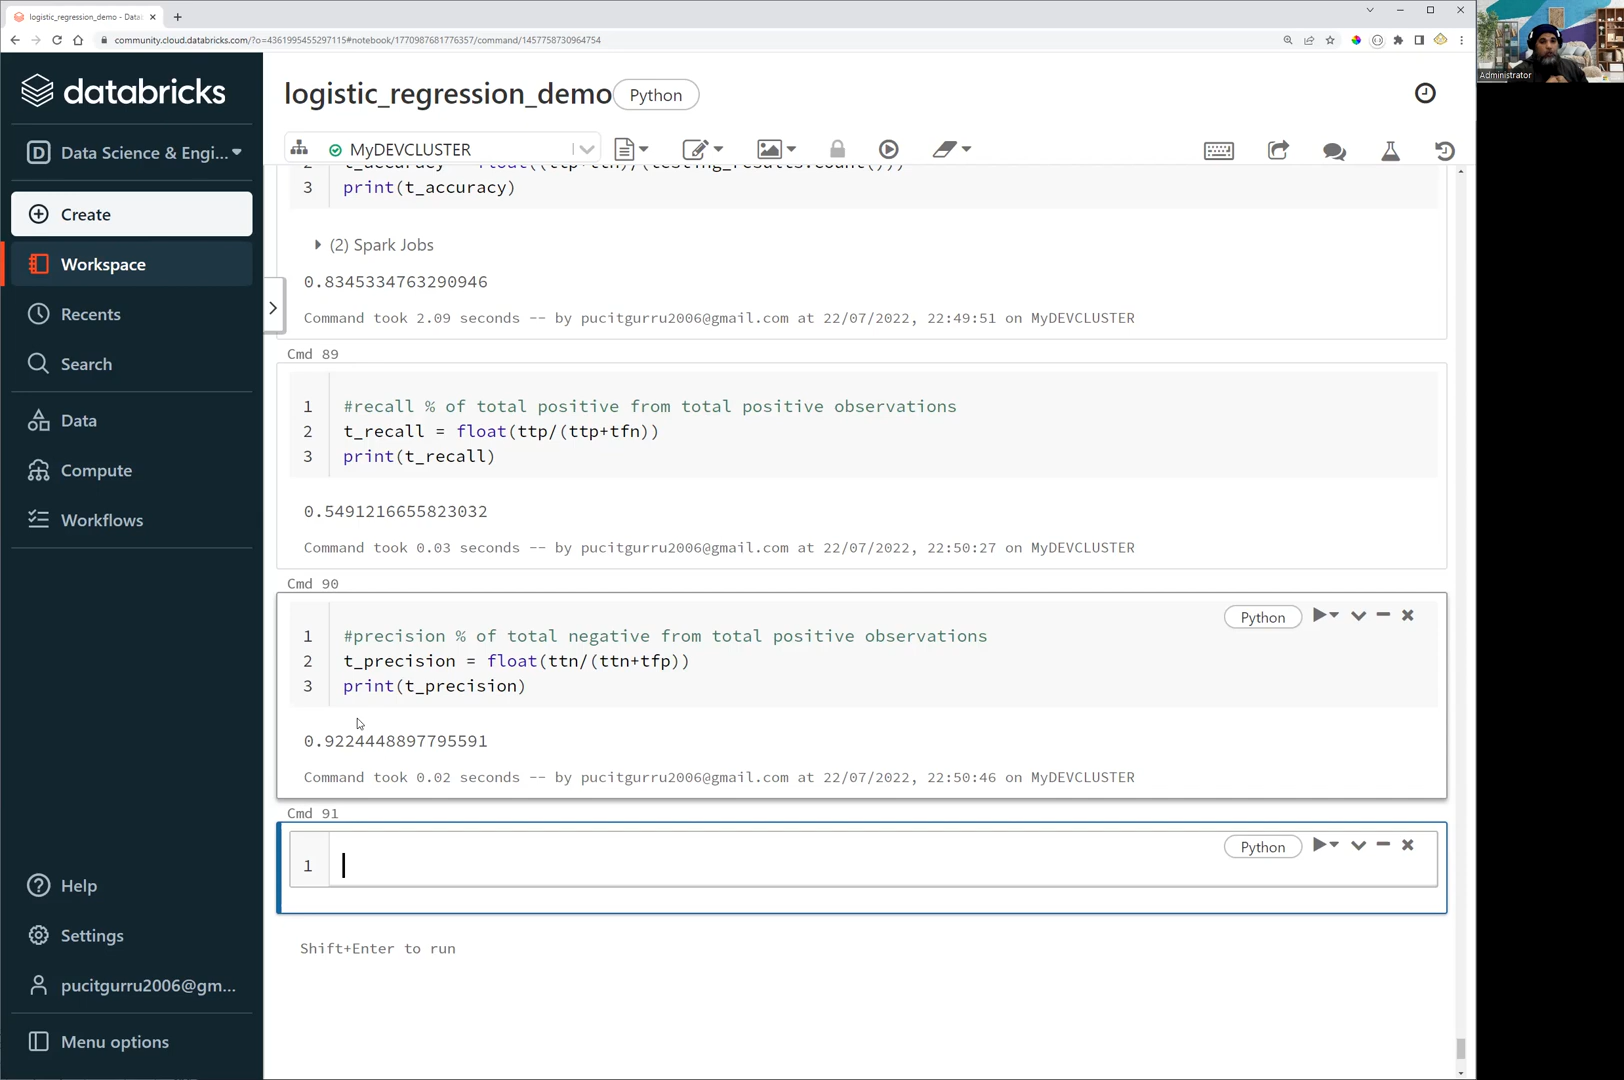 logistic_regression_demo - Data
community.cloud.databricks.com/?o=4361995455297115#notebook/1770987681776357/command/1457758730964754
Administrator
databricks
logistic_regression_demo
Python
Data Science & Engi...
MyDEVCLUSTER
Create
Workspace
Recents
Search
Data
Compute
Workflows
Help
Settings
pucitgurru2006@gm...
Menu options
3 print(t_accuracy)
(2) Spark Jobs
0.8345334763290946
Command took 2.09 seconds -- by pucitgurru2006@gmail.com at 22/07/2022, 22:49:51 on MyDEVCLUSTER
Cmd 89
1 #recall % of total positive from total positive observations
2 t_recall = float(ttp/(ttp+tfn))
3 print(t_recall)
0.5491216655823032
Command took 0.03 seconds -- by pucitgurru2006@gmail.com at 22/07/2022, 22:50:27 on MyDEVCLUSTER
Cmd 90
Python
1 #precision % of total negative from total positive observations
2 t_precision = float(ttn/(ttn+tfp))
3 print(t_precision)
0.9224448897795591
Command took 0.02 seconds -- by pucitgurru2006@gmail.com at 22/07/2022, 22:50:46 on MyDEVCLUSTER
Cmd 91
Python
1
Shift+Enter to run